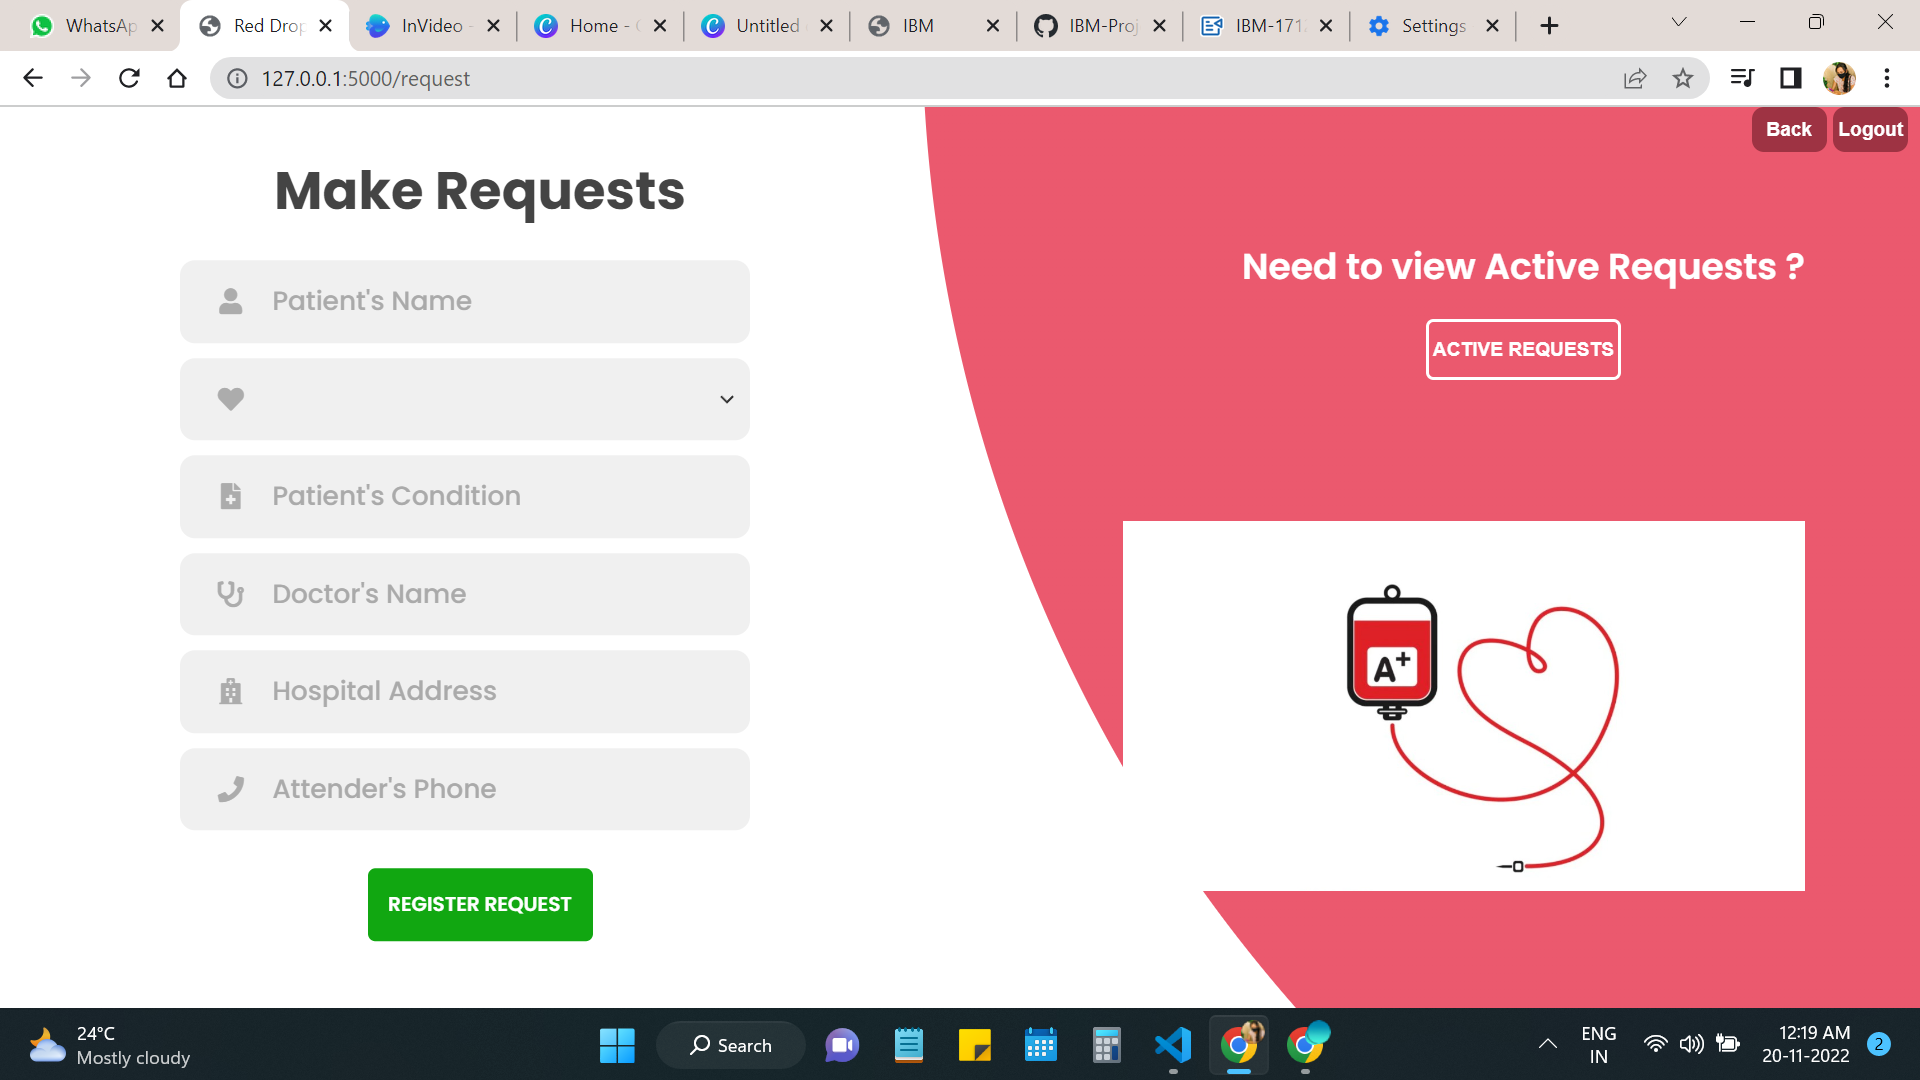 WhatsAp
Red Drop
InVideo -
Home - C
Untitled
IBM
IBM-Proj
IBM-1717
Settings
127.0.0.1:5000/request
Back
Logout
Make Requests
Patient's Name
Patient's Condition
Doctor's Name
Hospital Address
Attender's Phone
REGISTER REQUEST
Need to view Active Requests ?
ACTIVE REQUESTS
A+
24°C
Mostly cloudy
Search
ENG
IN
12:19 AM
20-11-2022
2